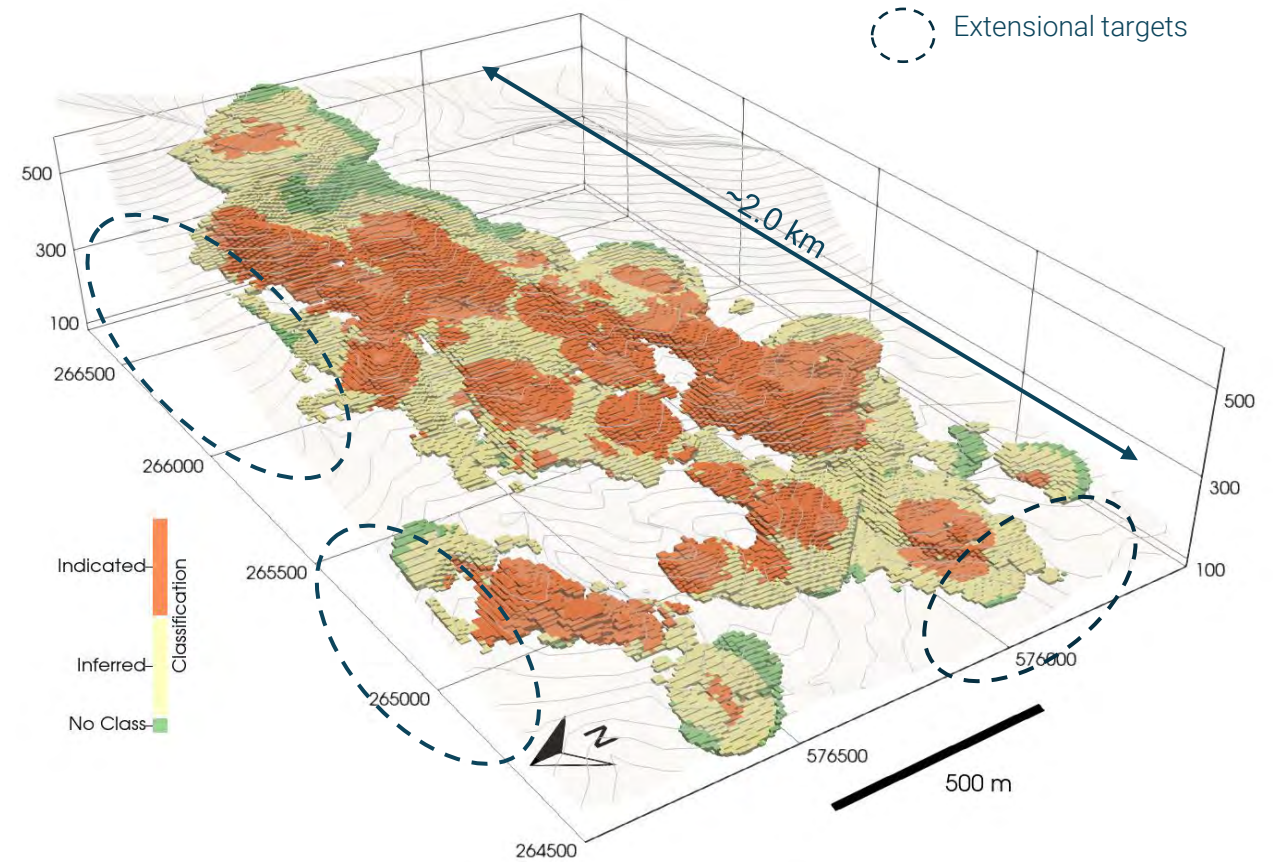 Extensional targets
~2.0 km
500
300
100
266500
266000
265500
265000
264500
500
300
100
576000
576500
500 m
N
Indicated
Inferred
No Class
Classification